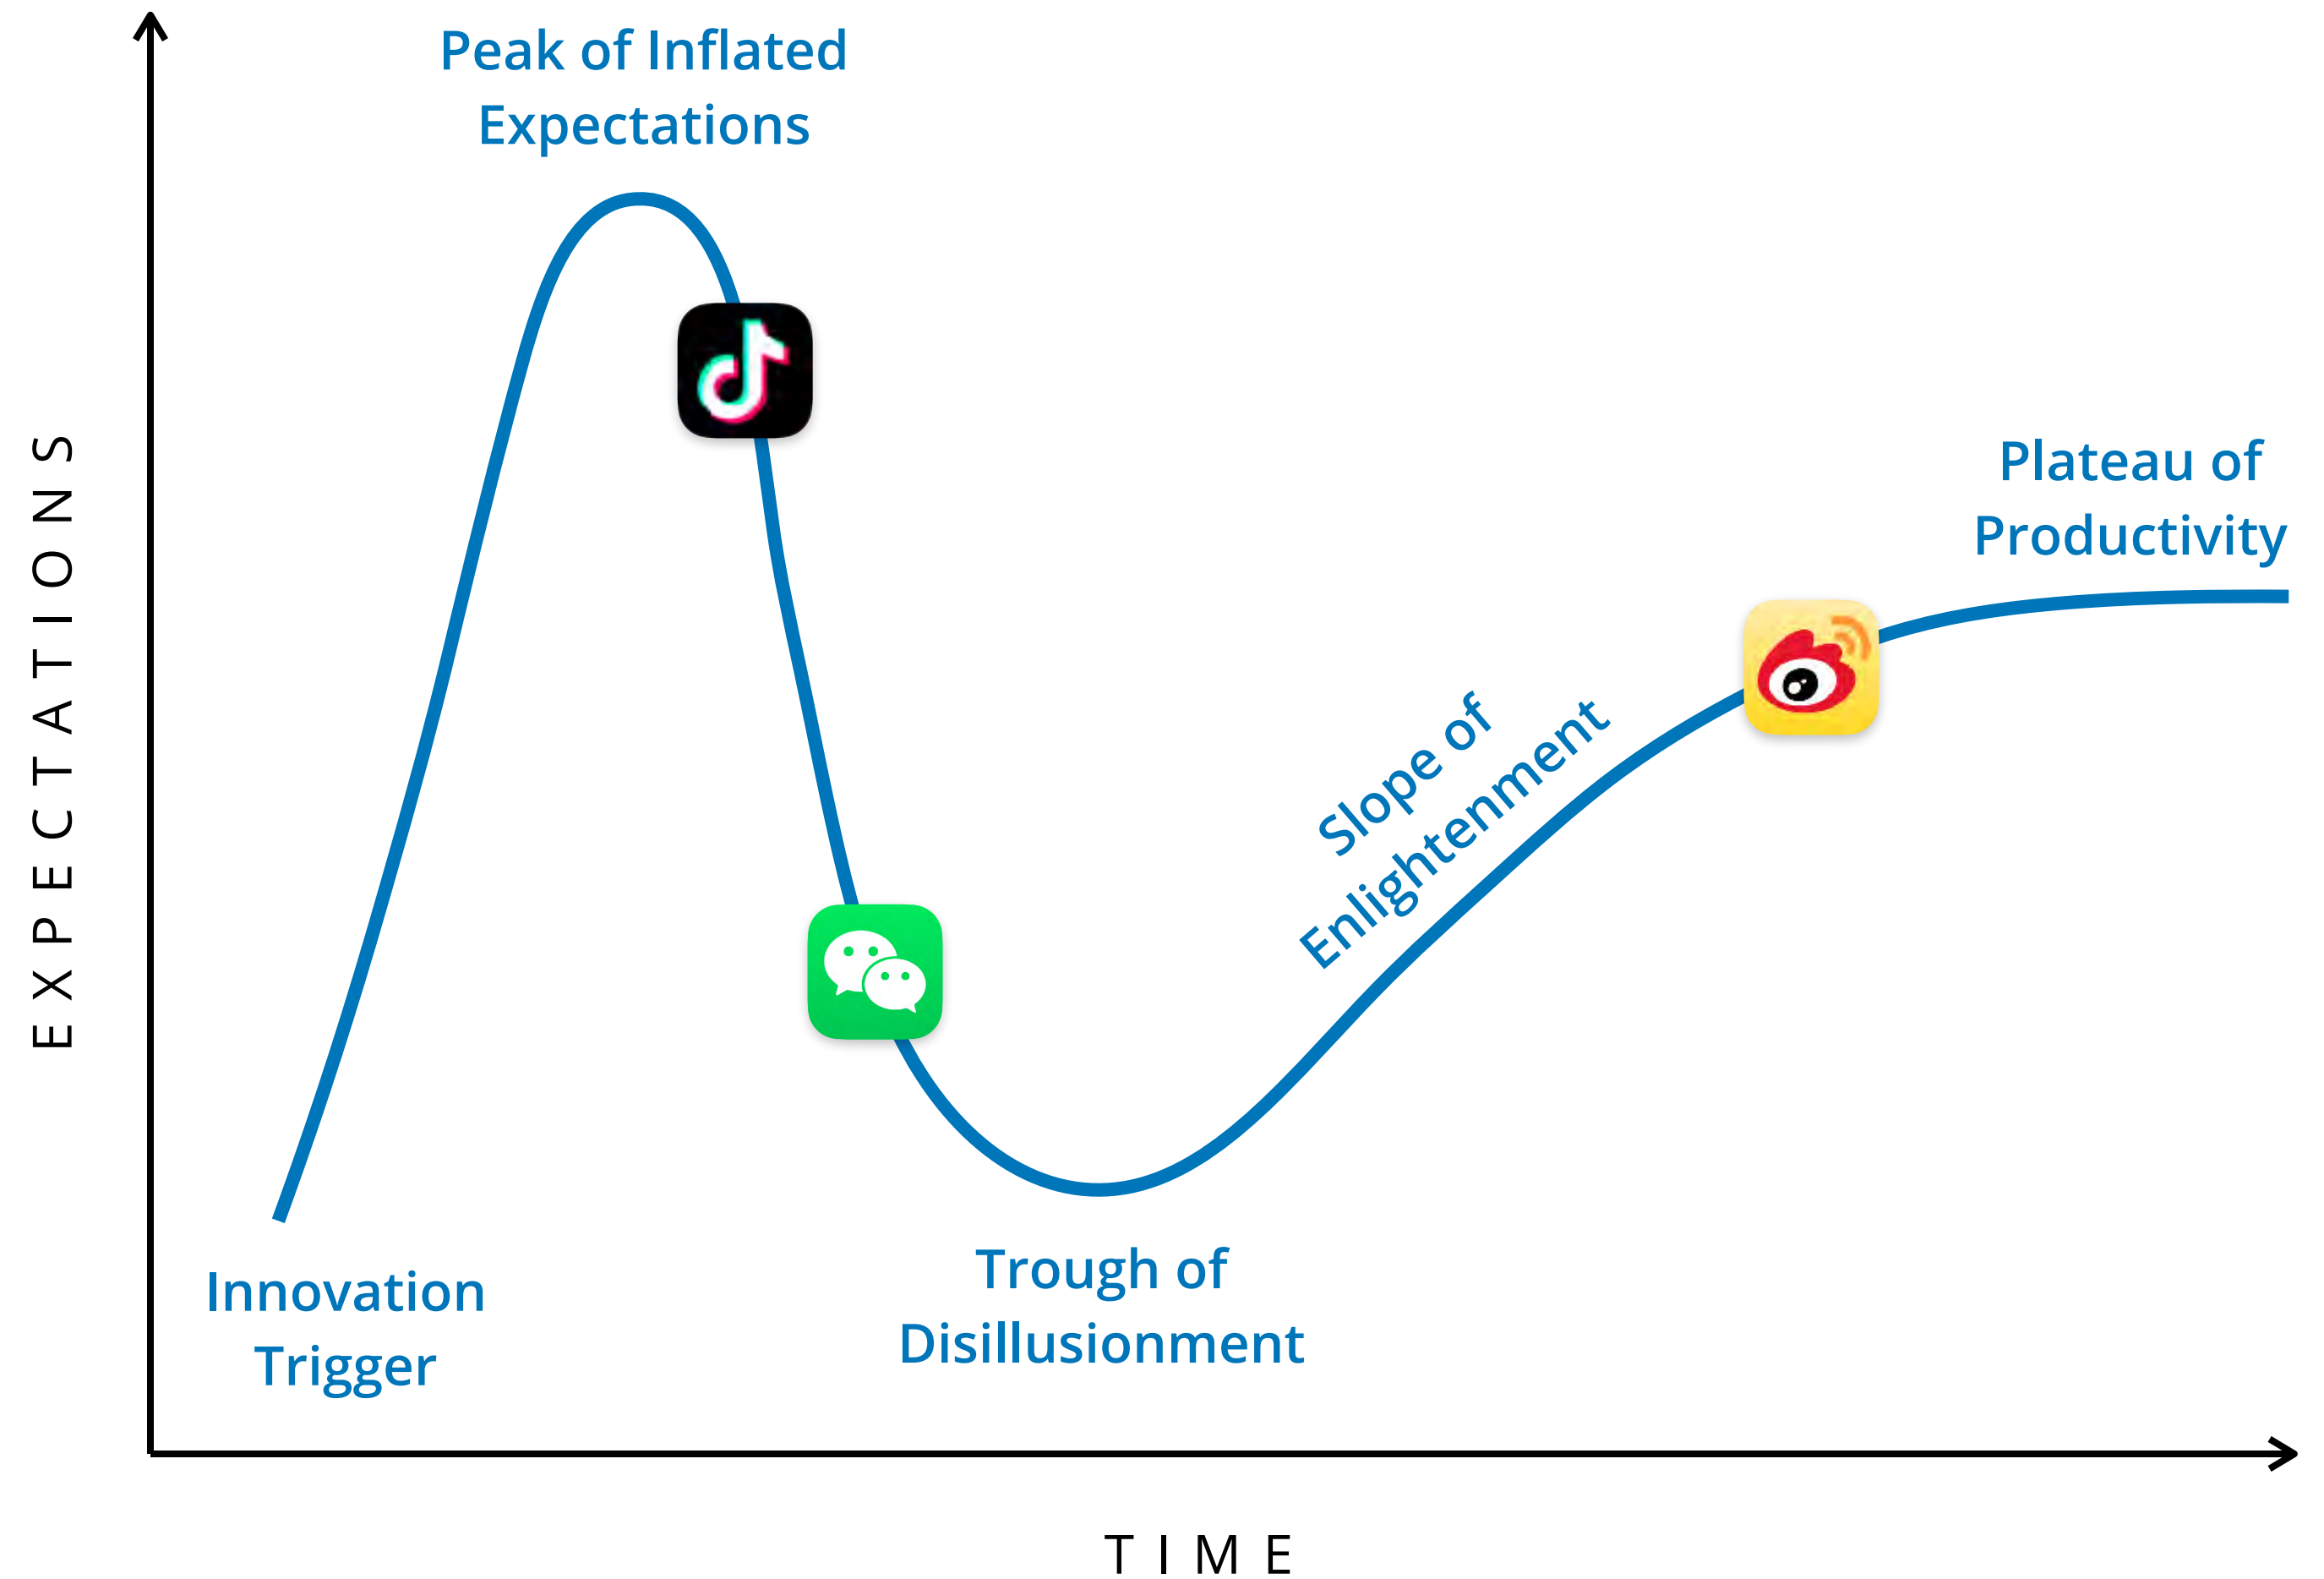 Peak of Inflated
Expectations
EXPECTATIONS
Plateau of
Productivity
Slope of
Enlightenment
Innovation
Trigger
Trough of
Disillusionment
TIME